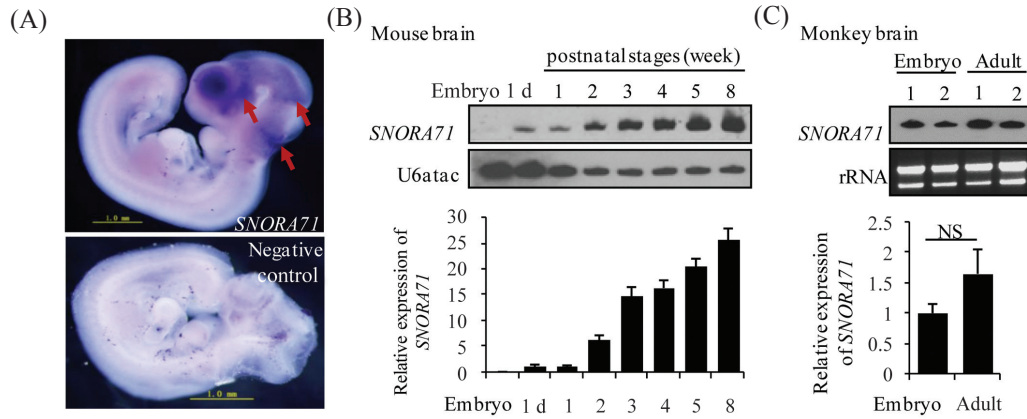 (A)
1.0 mm
SNORA71
Negative
control
1.0 mm
(B)
Mouse brain
postnatal stages (week)
Embryo 1 d 1 2 3 4 5 8
SNORA71
U6atac
Relative expression of
SNORA71
30
25
20
15
10
5
0
Embryo 1 d 1 2 3 4 5 8
(C)
Monkey brain
Embryo Adult
1 2 1 2
SNORA71
rRNA
Relative expression
of SNORA71
2.5
2
1.5
1
0.5
0
NS
Embryo Adult